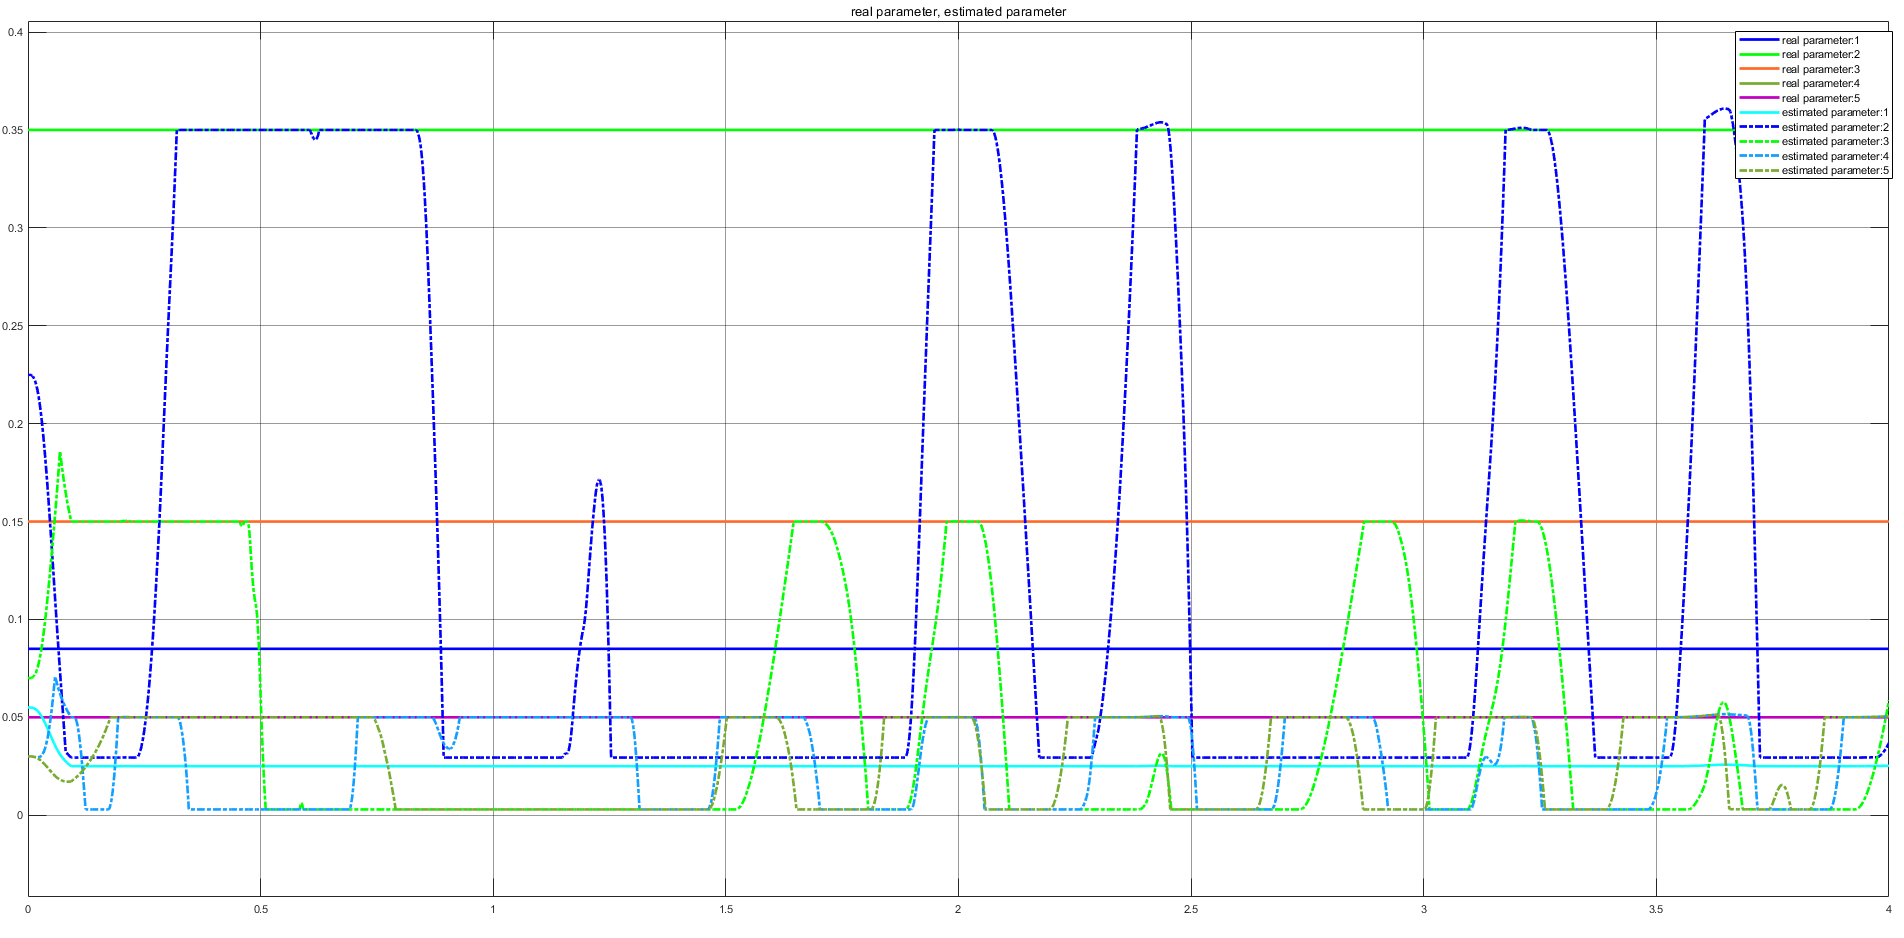 real parameter, estimated parameter
0.4
0.35
0.3
0.25
0.2
0.15
0.1
0.05
0
real parameter:1
real parameter:2
real parameter:3
real parameter:4
real parameter:5
estimated parameter:1
estimated parameter:2
estimated parameter:3
estimated parameter:4
estimated parameter:5
0 0.5 1 1.5 2 2.5 3 3.5 4